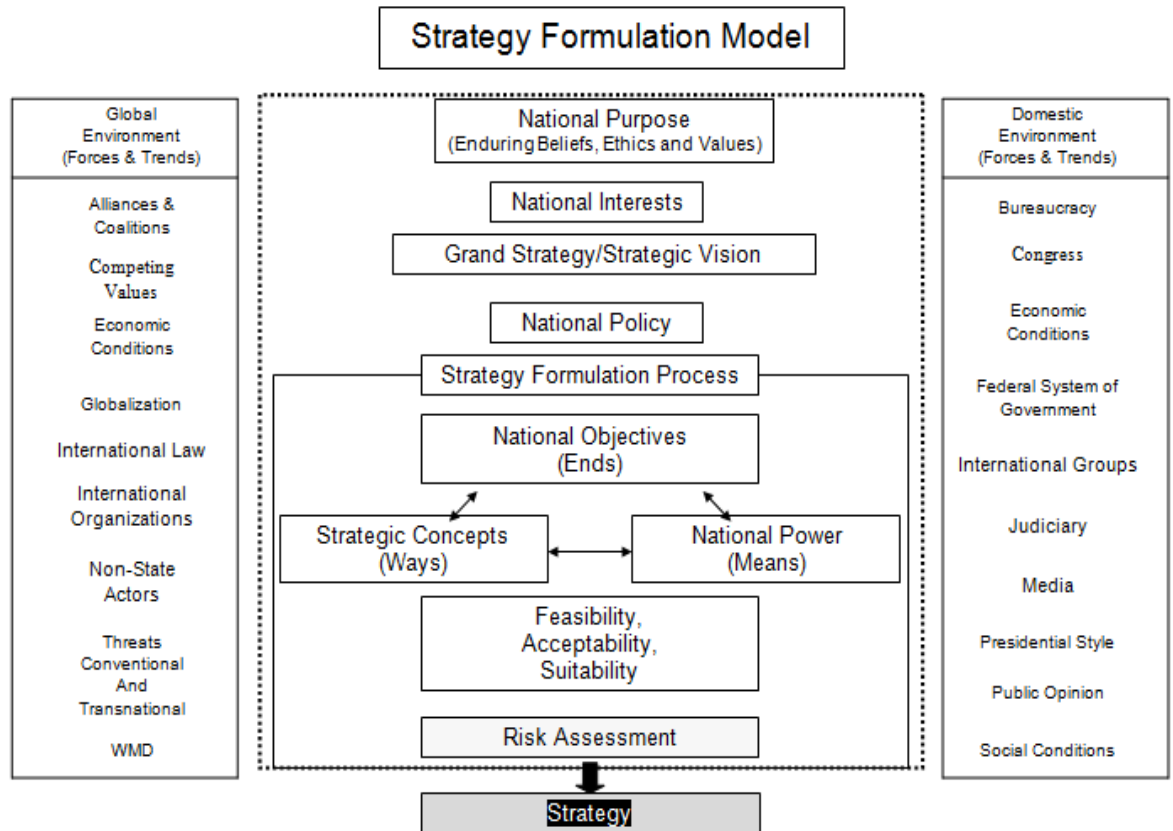 Strategy Formulation Model
Global
Environment
(Forces & Trends)
Alliances &
Coalitions
Competing
Values
Economic
Conditions
Globalization
International Law
International
Organizations
Non-State
Actors
Threats
Conventional
And
Transnational
WMD
National Purpose
(Enduring Beliefs, Ethics and Values)
National Interests
Grand Strategy/Strategic Vision
National Policy
Strategy Formulation Process
National Objectives
(Ends)
Strategic Concepts
(Ways)
National Power
(Means)
Feasibility,
Acceptability,
Suitability
Risk Assessment
Strategy
Domestic
Environment
(Forces & Trends)
Bureaucracy
Congress
Economic
Conditions
Federal System of
Government
International Groups
Judiciary
Media
Presidential Style
Public Opinion
Social Conditions